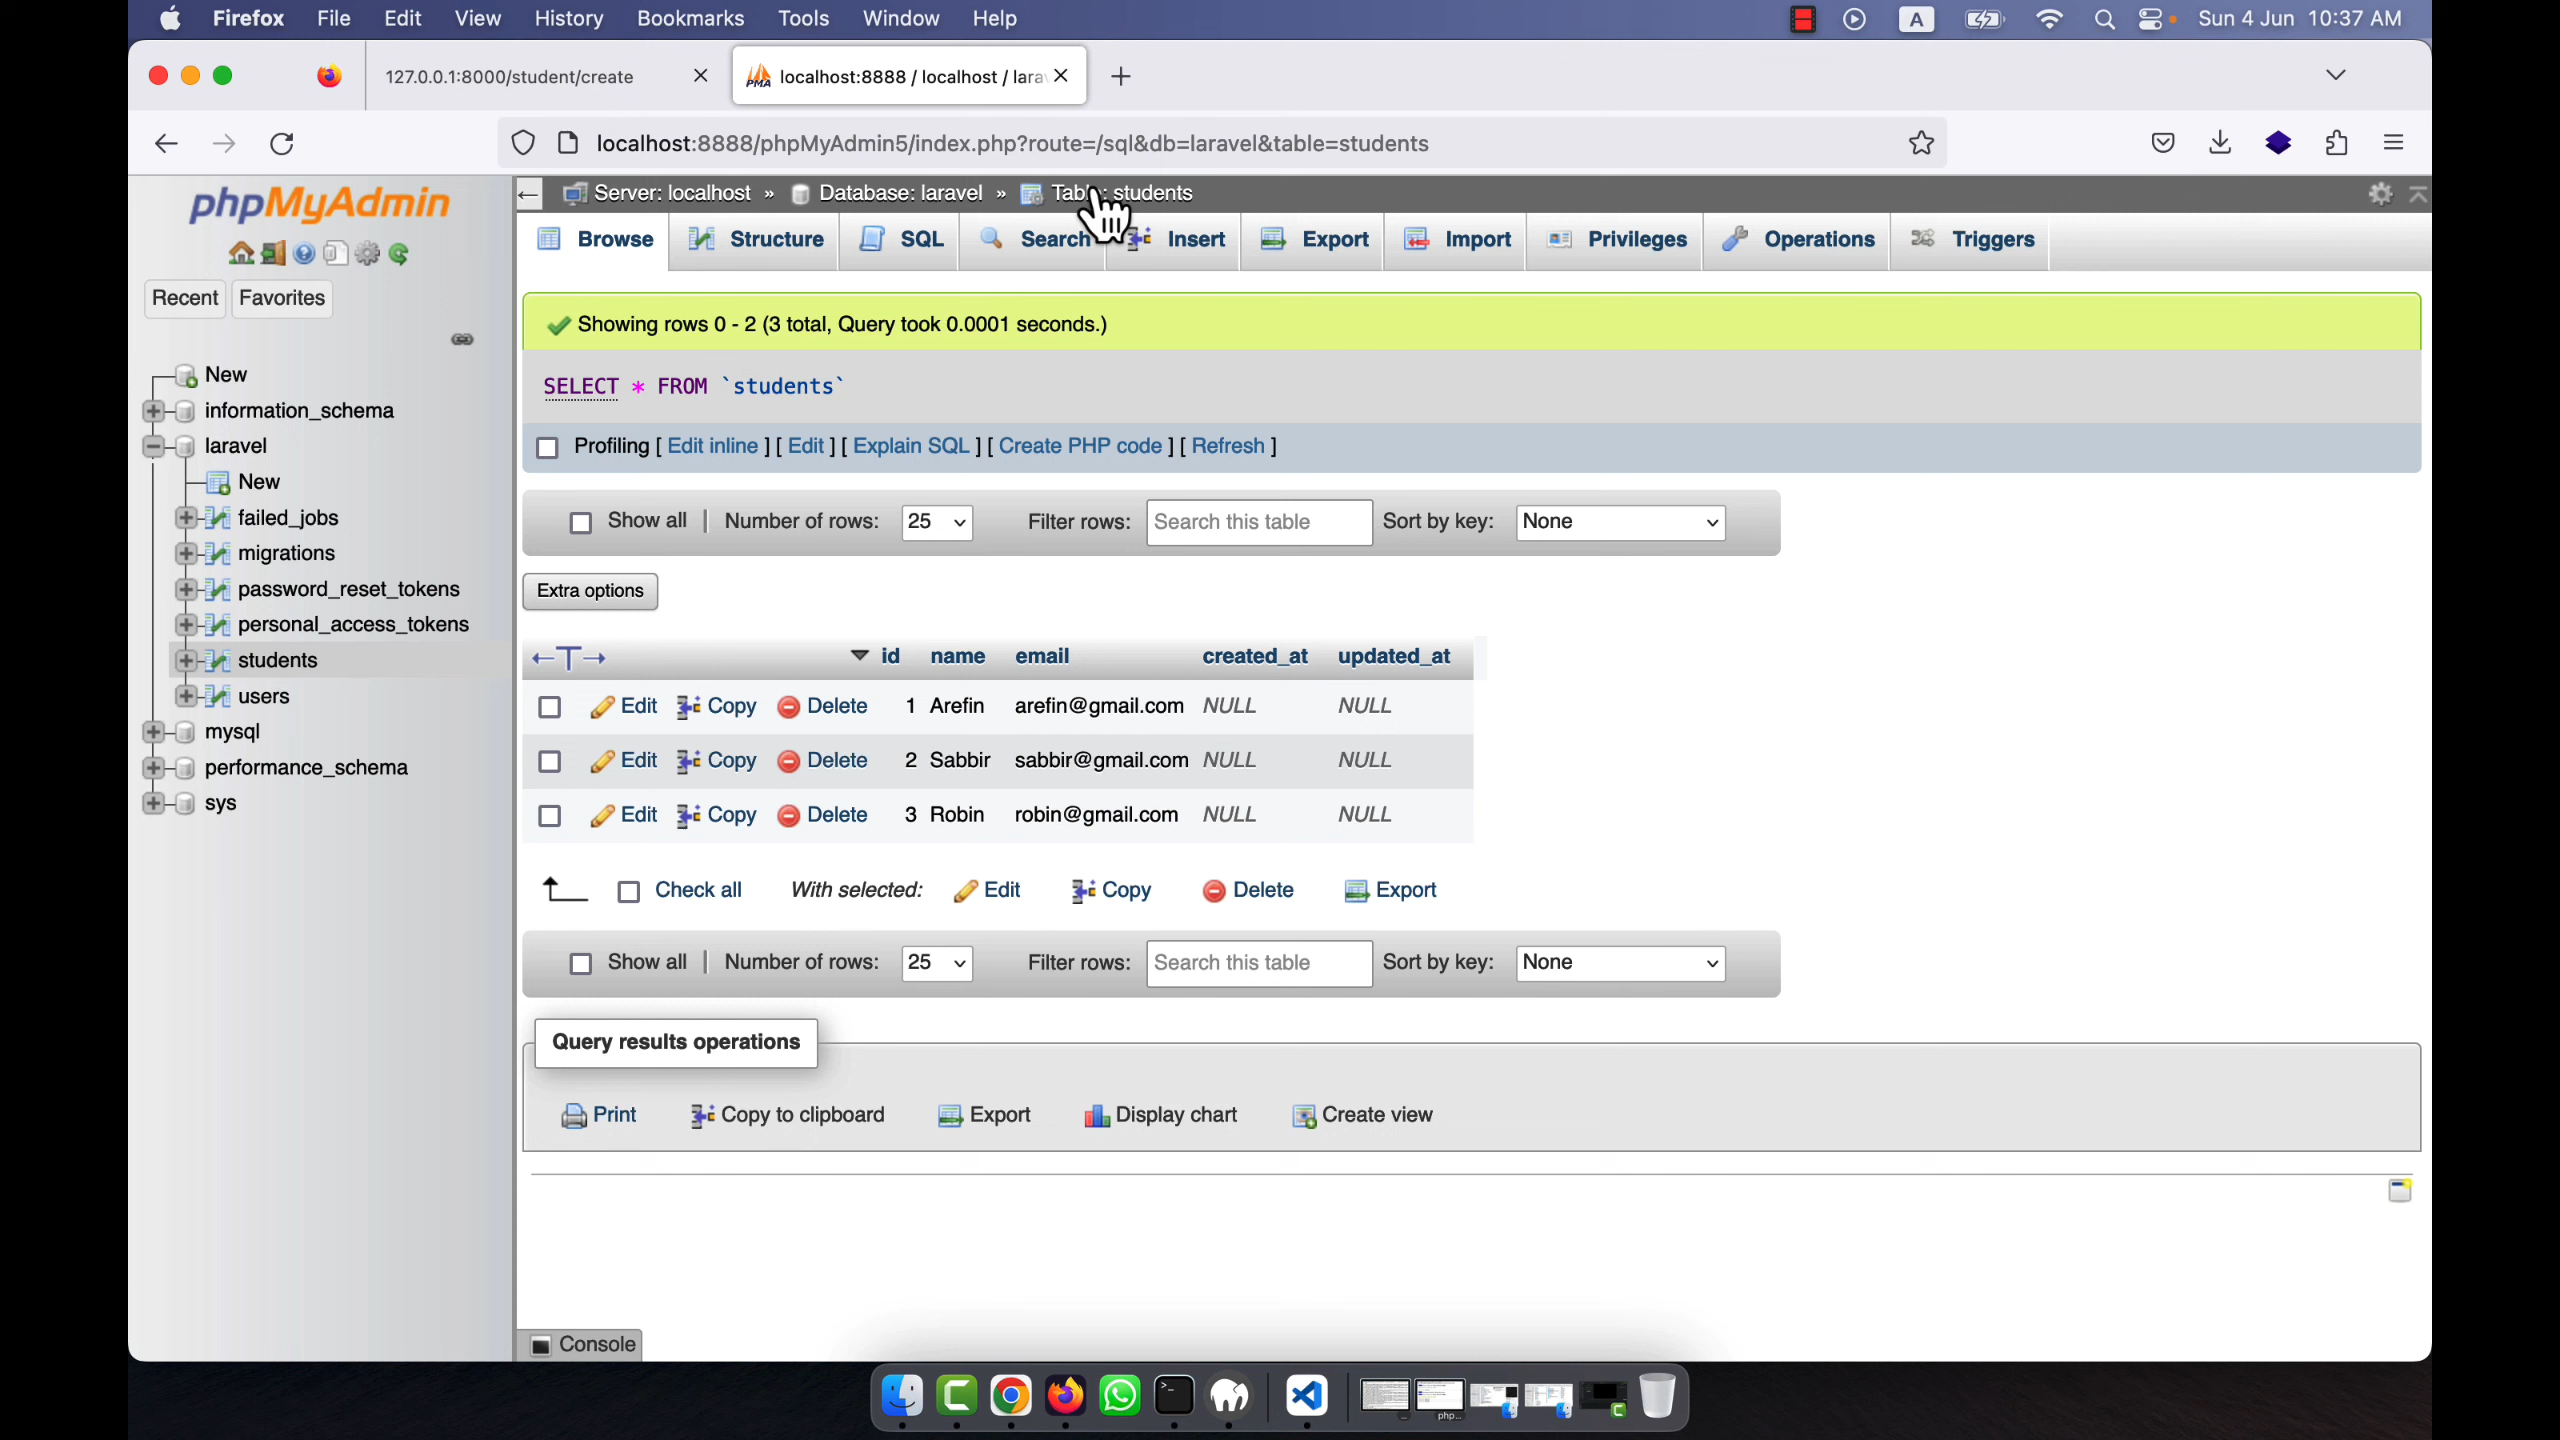 Firefox File Edit View History Bookmarks Tools Window Help A Sun 4 Jun 10:37 AM
127.0.0.1:8000/student/create PMA localhost:8888 / localhost / lara
localhost:8888/phpMyAdmin5/index.php?route=/sql&db=laravel&table=students
phpMyAdmin
Recent Favorites
New
information_schema
laravel
New
failed_jobs
migrations
password_reset_tokens
personal_access_tokens
students
users
mysql
performance_schema
sys
Server: localhost » Database: laravel » Table: students
Browse Structure SQL Search Insert Export Import Privileges Operations Triggers
Showing rows 0 - 2 (3 total, Query took 0.0001 seconds.)
SELECT * FROM `students`
Profiling [ Edit inline ] [ Edit ] [ Explain SQL ] [ Create PHP code ] [ Refresh ]
Show all | Number of rows: 25 Filter rows: Search this table Sort by key: None
Extra options
←T→ id name email created_at updated_at
Edit Copy Delete 1 Arefin arefin@gmail.com NULL NULL
Edit Copy Delete 2 Sabbir sabbir@gmail.com NULL NULL
Edit Copy Delete 3 Robin robin@gmail.com NULL NULL
Check all With selected: Edit Copy Delete Export
Show all | Number of rows: 25 Filter rows: Search this table Sort by key: None
Query results operations
Print Copy to clipboard Export Display chart Create view
Console
php...